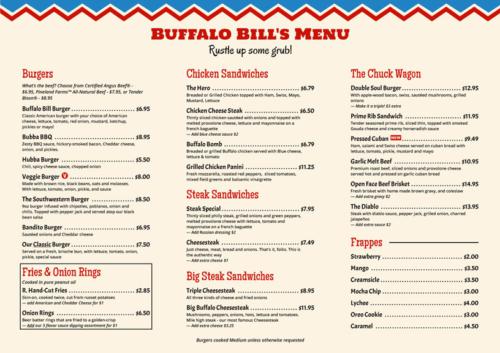 BUFFALO BILL'S MENU
Rustle up some grub!
Burgers
What's the beef? Choose from Certified Angus Beef® -
$6.95, Pineland Farms™ All-Natural Beef - $7.95, or Tender
Bison® - $8.95
Buffalo Bill Burger $6.95
Classic American burger with your choice of American
cheese, lettuce, tomato, red onion, mustard, ketchup,
pickles or mayo!
Bubba BBQ $8.95
Zesty BBQ sauce, hickory-smoked bacon, Cheddar cheese,
onion, and pickles.
Hubba Burger $5.50
Chili, spicy cheese sauce, chopped onion
Veggie Burger V $8.00
Made with brown rice, black beans, oats and molasses.
With lettuce, tomato, onion, pickle, and sauce
The Southwestern Burger $8.50
Your burger infused with chipotles, potatoes, onion and
chilis. Topped with pepper jack and served atop our black
bean salsa
Bandito Burger $6.95
Sautéed onions and Cheddar cheese
Our Classic Burger $7.50
Served on a fresh, brioche bun, with lettuce, tomato, onion,
pickle, special sauce
Fries & Onion Rings
Cooked in pure peanut oil
R. Hand-Cut Fries $2.85
Skin-on, cooked twice, cut from russet potatoes
— add American and Cheddar Cheese for $1
Onion Rings $6.50
Beer batter rings that are fried to a golden-crisp
— Add our 3 flavor sauce dipping assortment for $1
Chicken Sandwiches
The Hero $6.79
Breaded or Grilled Chicken topped with Ham, Swiss, Mayo,
Mustard, Lettuce
Chicken Cheese Steak $6.50
Thinly sliced chicken sautéed with onions and topped with
melted provolone cheese, lettuce and mayonnaise on a
french baguette
— Add blue cheese sauce $2
Buffalo Bomb $6.79
Breaded or grilled Buffalo chicken served with Blue cheese,
lettuce & tomato
Grilled Chicken Panini $11.25
Fresh mozzarella, roasted red peppers, sliced tomatoes,
mixed field greens and balsamic vinaigrette
Steak Sandwiches
Steak Special $7.95
Thinly sliced philly steak, grilled onions and green peppers,
melted provolone cheese with lettuce, tomato and
mayonnaise on a french baguette
— Add Russian dressing $2
Cheesesteak $7.49
Just cheese, meat, bread and onions. That's it, folks. This is
the authentic way
— Add extra cheese $1
Big Steak Sandwiches
Triple Cheesesteak $8.95
All three kinds of cheese and fried onions
Big Buffalo Cheesesteak $11.95
Mushrooms, peppers, onions, hots, lettuce and tomatoes.
Mile high steak - our most famous Cheesesteak
— Add extra cheese $3.25
Burgers cooked Medium unless otherwise requested
The Chuck Wagon
Double Soul Burger $12.95
With apple-wood bacon, swiss, sautéed mushrooms, grilled
onions
— Make it a triple! $3 extra
Prime Rib Sandwich $11.95
Tender seasoned prime rib, sliced thin, topped with smoked
Gouda cheese and creamy horseradish sauce
Pressed Cuban NEW $9.49
Ham, salami and Swiss cheese served on cuban bread with
lettuce, tomato, pickle, mustard and mayo
Garlic Melt Beef $10.95
Premium roast beef, sliced onions and provolone cheese
served hot and pressed on garlic cuban bread
Open Face Beef Brisket $14.95
Fresh brisket with home made brown gravy, and coleslaw
— Add extra gravy $2
The Diablo $13.95
Steak with diablo sauce, pepper jack, grilled onion, charred
jalapeños
— Add extra sauce $3
Frappes
Strawberry $2.00
Mango $3.50
Creamsicle $3.50
Mocha Chip $3.00
Lychee $4.00
Oreo Cookie $3.00
Caramel $4.50